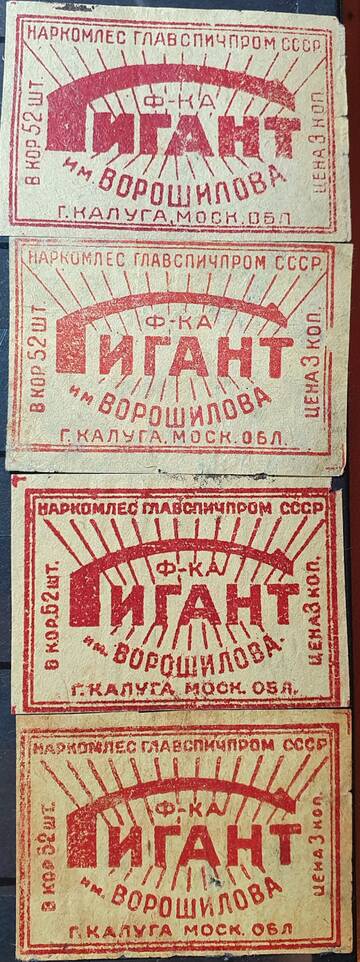 НАРКОМЛЕС ГЛАВСПИЧПРОМ СССР
В КОР. 52 ШТ.
Ф-КА
ГИГАНТ
ЦЕНА 3 КОП.
им. ВОРОШИЛОВА
Г. КАЛУГА, МОСК. ОБЛ
НАРКОМЛЕС ГЛАВСПИЧПРОМ СССР.
В КОР. 52 ШТ
Ф-КА
ГИГАНТ
ЦЕНА 3 КОП.
им. ВОРОШИЛОВА
Г. КАЛУГА, МОСК. ОБЛ.
НАРКОМЛЕС ГЛАВСПИЧПРОМ СССР
В КОР. 52 ШТ.
Ф-КА
ГИГАНТ
ЦЕНА 3 КОП.
им. ВОРОШИЛОВА.
Г. КАЛУГА, МОСК. ОБЛ.
НАРКОМЛЕС ГЛАВСПИЧПРОМ СССР
В КОР 52 ШТ.
Ф-КА
ГИГАНТ
ЦЕНА 3 КОП.
им. ВОРОШИЛОВА
Г. КАЛУГА, МОСК. ОБЛ